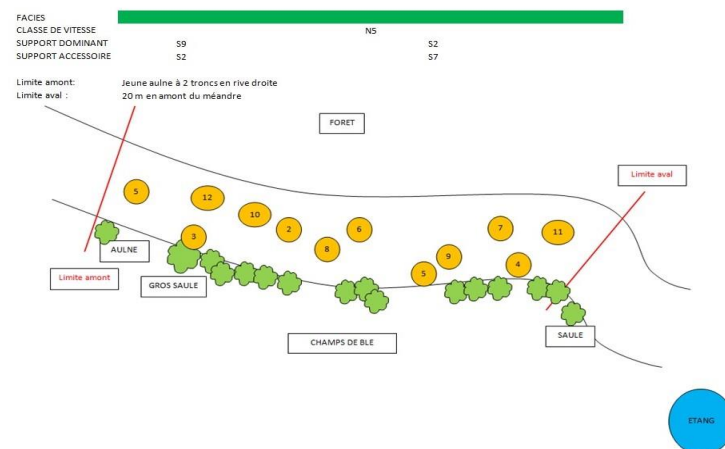 FACIES
CLASSE DE VITESSE N5
SUPPORT DOMINANT S9 S2
SUPPORT ACCESSOIRE S2 S7
Limite amont: Jeune aulne à 2 troncs en rive droite
Limite aval : 20 m en amont du méandre
FORET
Limite aval
5
12
10
2
6
7
11
3
8
9
5
4
AULNE
Limite amont
GROS SAULE
CHAMPS DE BLE
SAULE
ETANG